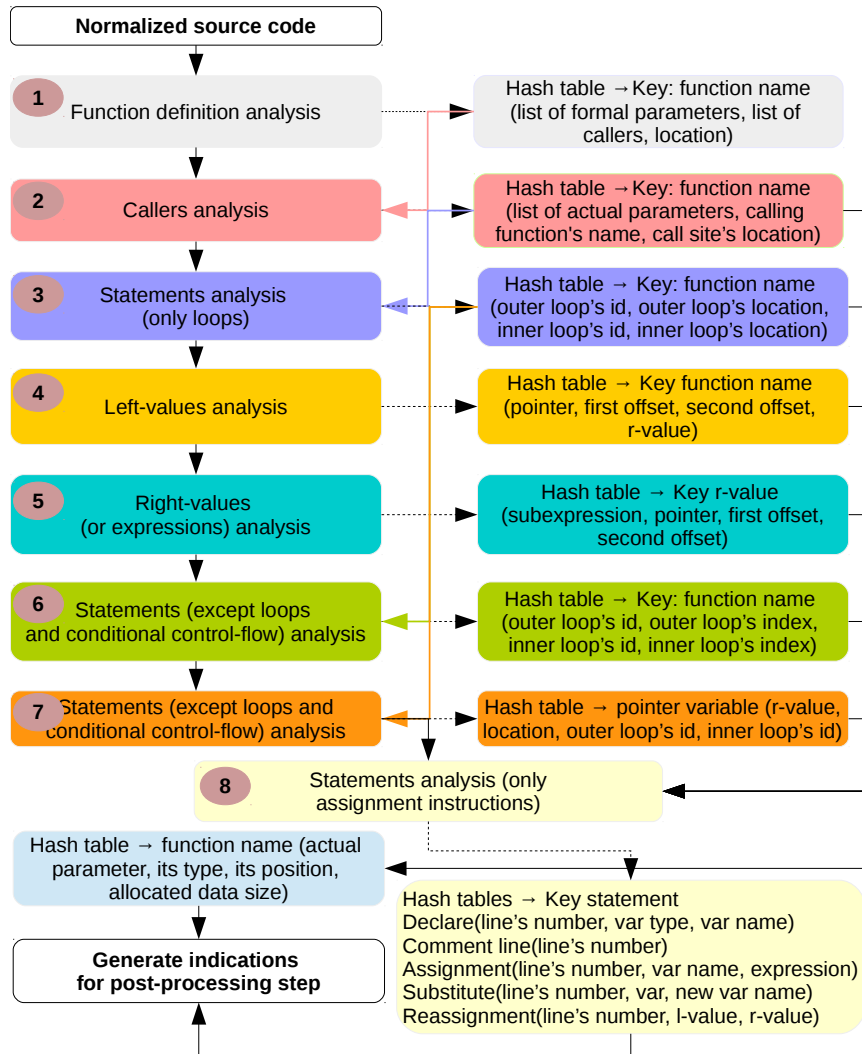 Normalized source code
1
Function definition analysis
Hash table →Key: function name
(list of formal parameters, list of
callers, location)
2
Callers analysis
Hash table →Key: function name
(list of actual parameters, calling
function's name, call site’s location)
3
Statements analysis
(only loops)
Hash table → Key: function name
(outer loop’s id, outer loop’s location,
inner loop’s id, inner loop’s location)
4
Left-values analysis
Hash table → Key function name
(pointer, first offset, second offset,
r-value)
5
Right-values
(or expressions) analysis
Hash table → Key r-value
(subexpression, pointer, first offset,
second offset)
6
Statements (except loops
and conditional control-flow) analysis
Hash table → Key: function name
(outer loop’s id, outer loop’s index,
inner loop’s id, inner loop’s index)
7
Statements (except loops and
conditional control-flow) analysis
Hash table → pointer variable (r-value,
location, outer loop’s id, inner loop’s id)
8
Statements analysis (only
assignment instructions)
Hash table → function name (actual
parameter, its type, its position,
allocated data size)
Hash tables → Key statement
Declare(line’s number, var type, var name)
Comment line(line’s number)
Assignment(line’s number, var name, expression)
Substitute(line’s number, var, new var name)
Reassignment(line’s number, l-value, r-value)
Generate indications
for post-processing step